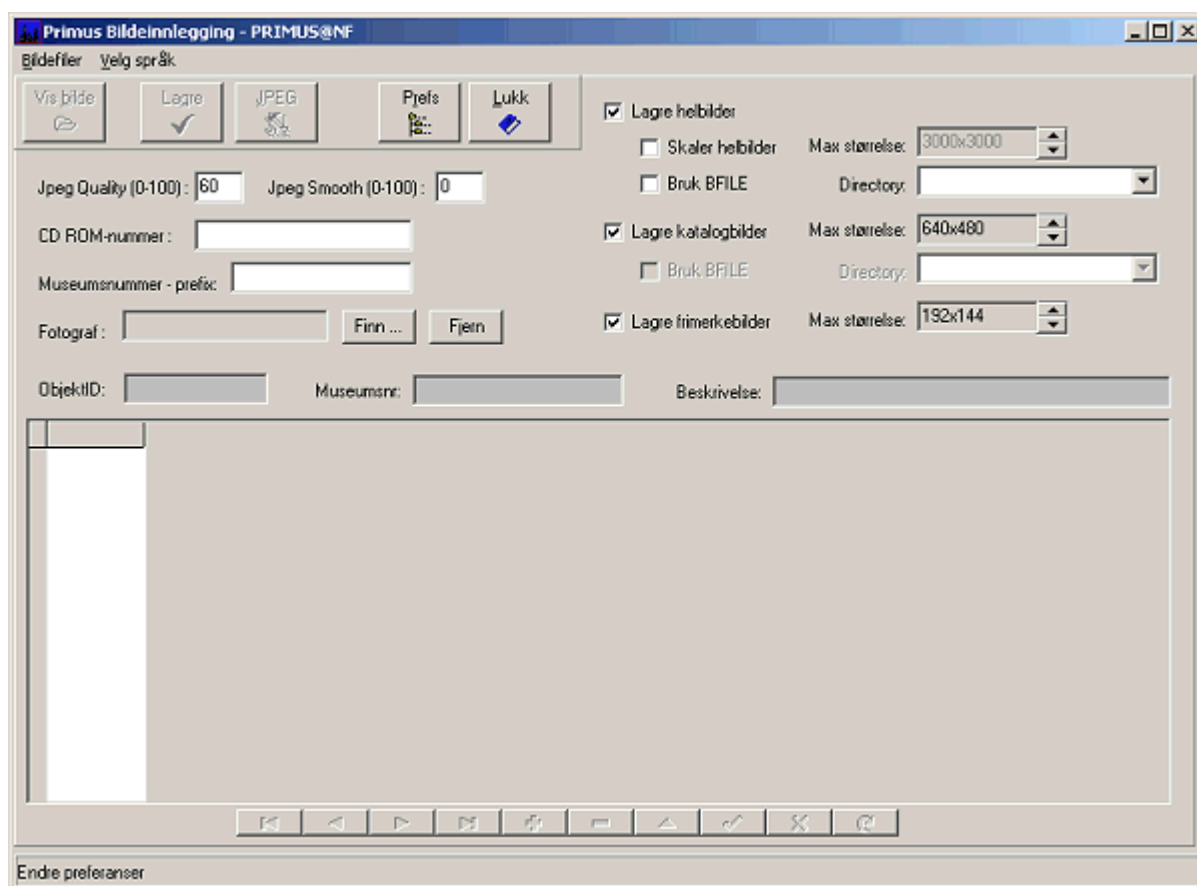 Primus Bildeinnlegging - PRIMUS@NF
Bildefiler Velg språk
Vis bilde Lagre JPEG Prefs Lukk
Lagre helbilder
Skaler helbilder Max størrelse: 3000x3000
Jpeg Quality (0-100) : 60 Jpeg Smooth (0-100) : 0
Bruk BFILE Directory:
CD ROM-nummer :
Lagre katalogbilder Max størrelse: 640x480
Museumsnummer - prefix:
Bruk BFILE Directory:
Fotograf : Finn ... Fjern
Lagre frimerkebilder Max størrelse: 192x144
ObjektID: Museumsnr: Beskrivelse:
Endre preferanser